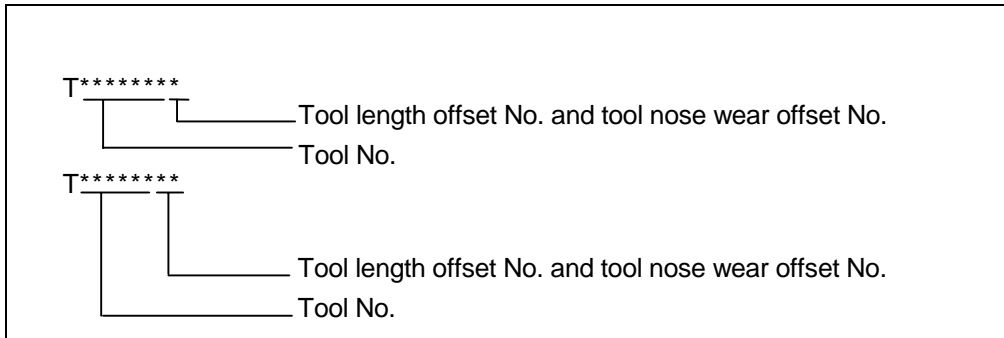 T********
Tool length offset No. and tool nose wear offset No.
Tool No.
T********
Tool length offset No. and tool nose wear offset No.
Tool No.